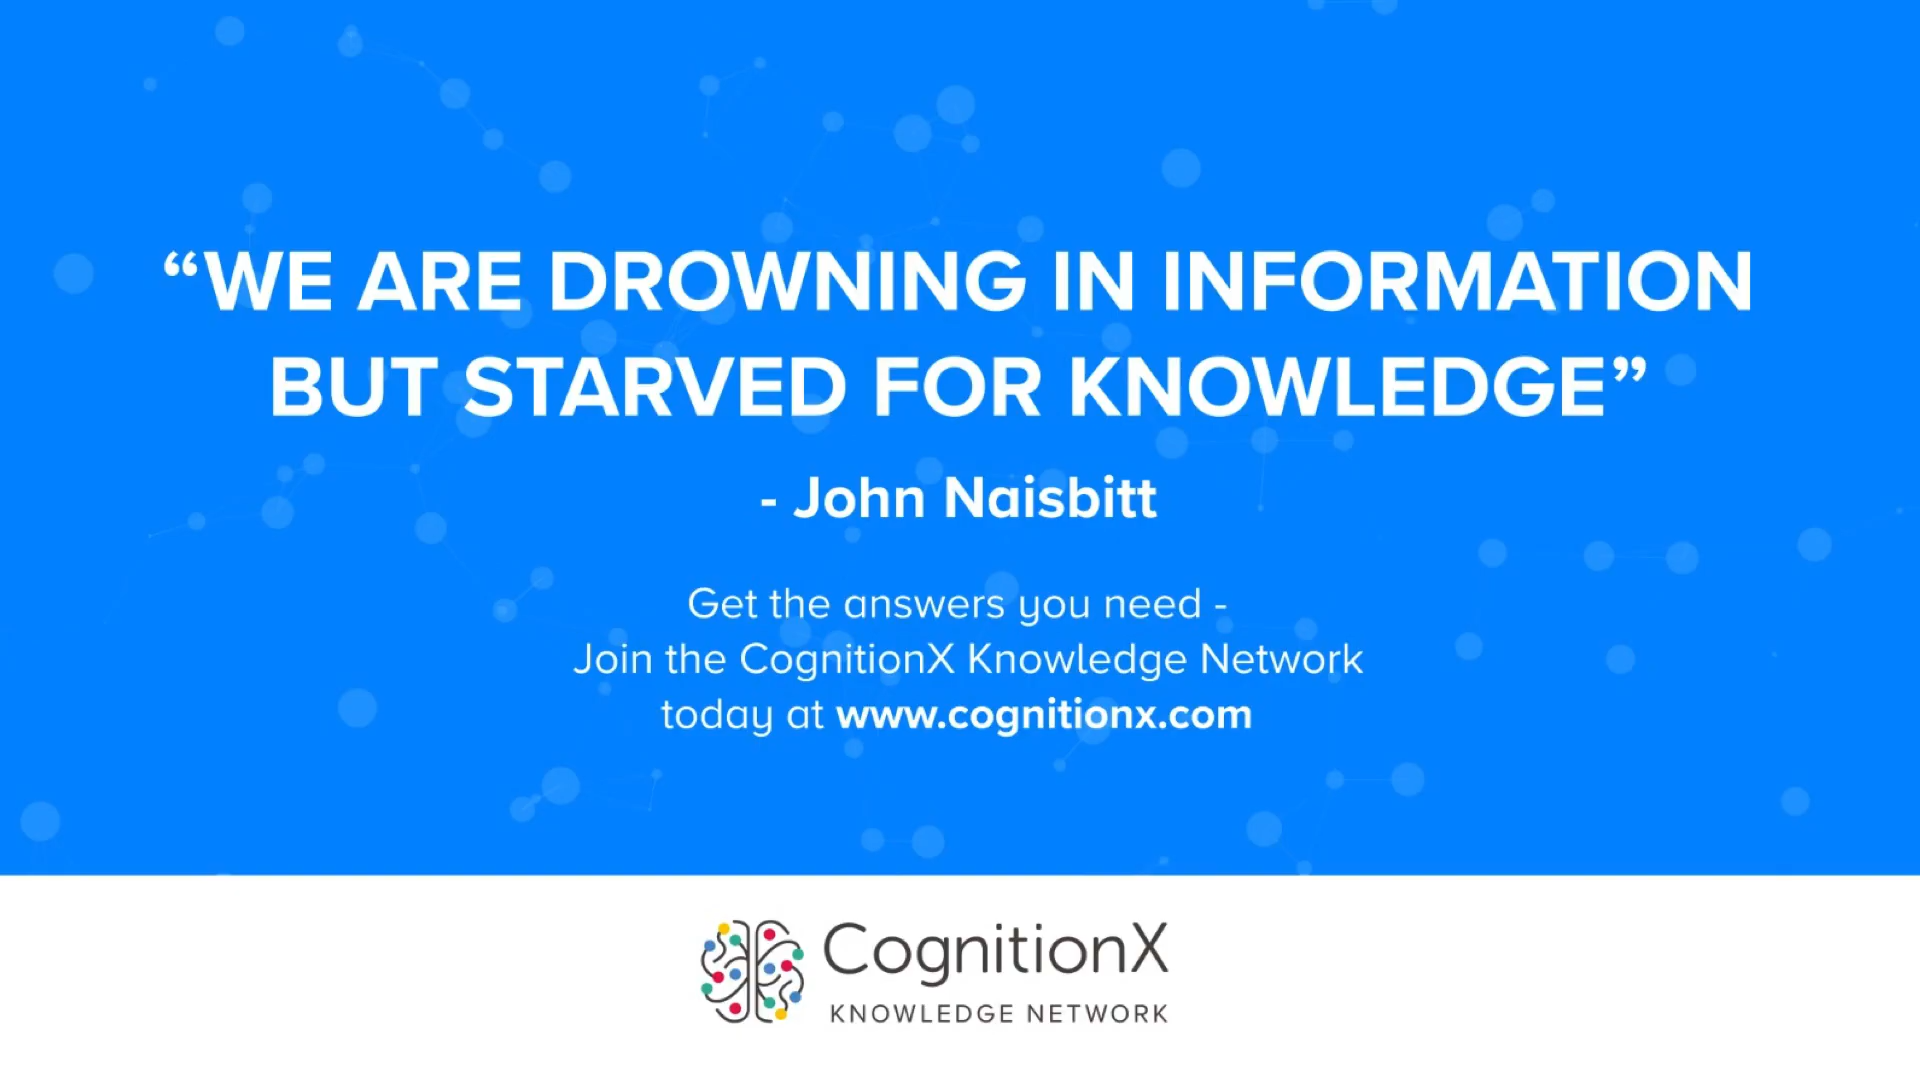 “WE ARE DROWNING IN INFORMATION
BUT STARVED FOR KNOWLEDGE”
- John Naisbitt
Get the answers you need -
Join the CognitionX Knowledge Network
today at www.cognitionx.com
CognitionX
KNOWLEDGE NETWORK